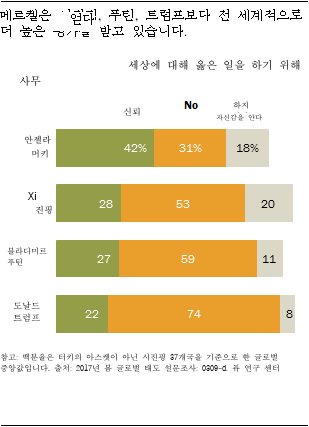 메르켈은 푸틴, 트럼프보다 전 세계적으로
더 높은 받고 있습니다.
세상에 대해 옳은 일을 하기 위해
사무
신뢰 No 하지
자신감을 안다
안젤라
머키
42% 31% 18%
Xi
진핑
28 53 20
블라디미르
푸틴
27 59 11
도날드
트럼프
22 74 8
참고: 백분율은 터키의 아스켓이 아닌 시진핑 37개국을 기준으로 한 글로벌
중앙값입니다. 출처: 2017년 봄 글로벌 태도 설문조사: 0309-d. 퓨 연구 센터